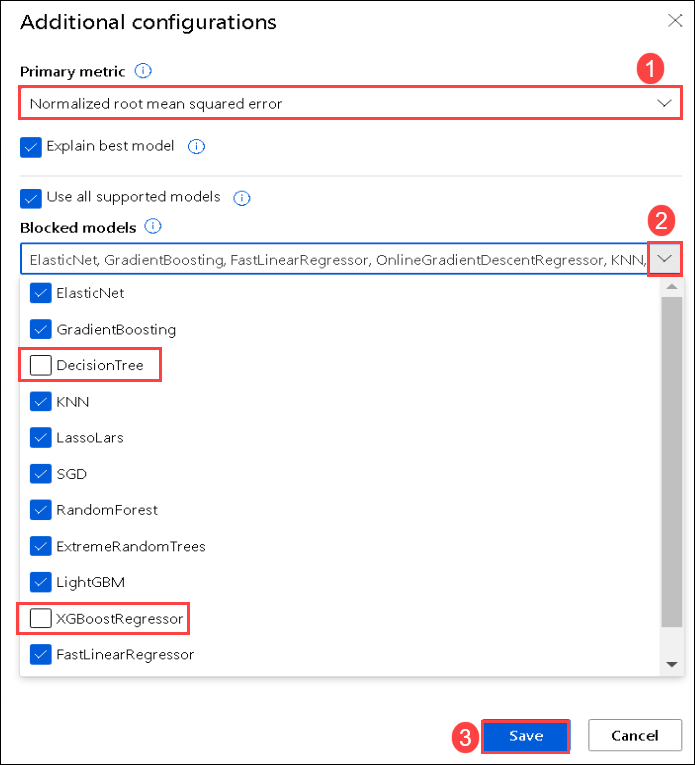 Additional configurations
Primary metric
1
Normalized root mean squared error
Explain best model
Use all supported models
Blocked models
2
ElasticNet, GradientBoosting, FastLinearRegressor, OnlineGradientDescentRegressor, KNN,
ElasticNet
GradientBoosting
DecisionTree
KNN
LassoLars
SGD
RandomForest
ExtremeRandomTrees
LightGBM
XGBoostRegressor
FastLinearRegressor
3 Save Cancel